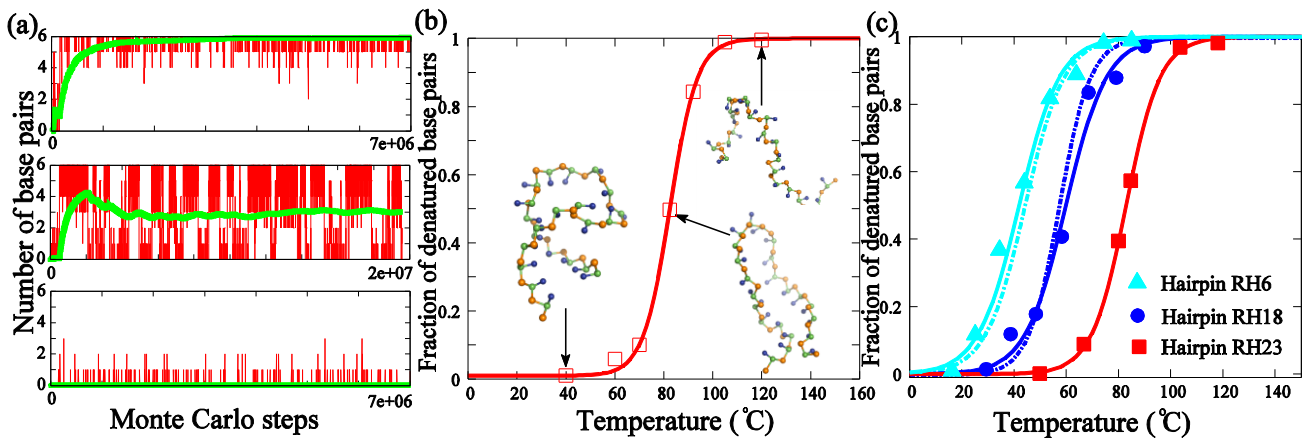 (a)
Number of base pairs
6
4
2
0
0
7e+06
6
4
2
0
0
2e+07
6
4
2
0
0
7e+06
Monte Carlo steps
(b)
Fraction of denatured base pairs
1
0.8
0.6
0.4
0.2
0
0 20 40 60 80 100 120 140 160
Temperature (℃)
(c)
Fraction of denatured base pairs
1
0.8
0.6
0.4
0.2
0
0 20 40 60 80 100 120 140
Temperature (℃)
Hairpin RH6
Hairpin RH18
Hairpin RH23